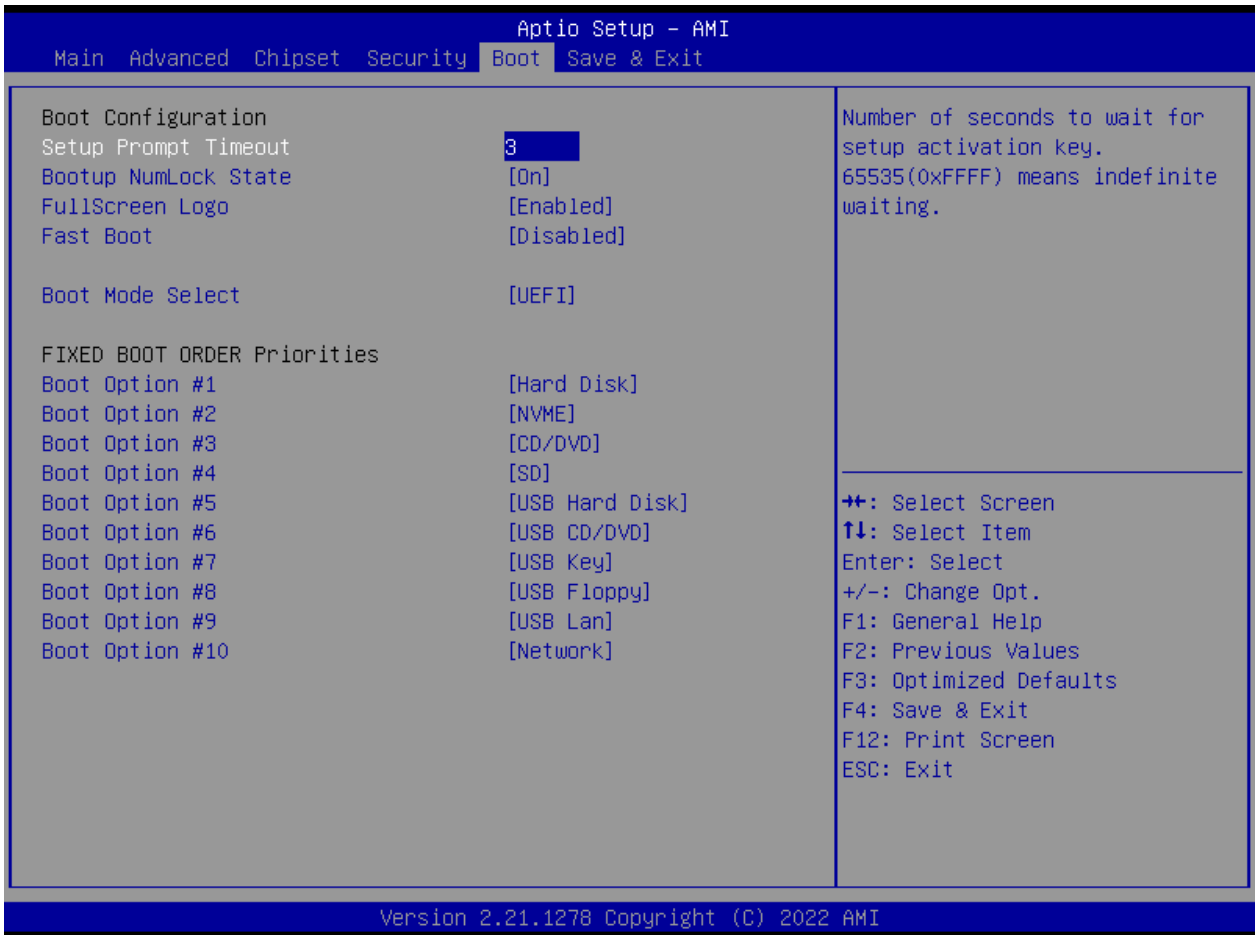 Aptio Setup – AMI
Main Advanced Chipset Security Boot Save & Exit
Boot Configuration
Setup Prompt Timeout 3
Bootup NumLock State [On]
FullScreen Logo [Enabled]
Fast Boot [Disabled]
Boot Mode Select [UEFI]
FIXED BOOT ORDER Priorities
Boot Option #1 [Hard Disk]
Boot Option #2 [NVME]
Boot Option #3 [CD/DVD]
Boot Option #4 [SD]
Boot Option #5 [USB Hard Disk]
Boot Option #6 [USB CD/DVD]
Boot Option #7 [USB Key]
Boot Option #8 [USB Floppy]
Boot Option #9 [USB Lan]
Boot Option #10 [Network]
Number of seconds to wait for
setup activation key.
65535(0xFFFF) means indefinite
waiting.
→←: Select Screen
↑↓: Select Item
Enter: Select
+/-: Change Opt.
F1: General Help
F2: Previous Values
F3: Optimized Defaults
F4: Save & Exit
F12: Print Screen
ESC: Exit
Version 2.21.1278 Copyright (C) 2022 AMI